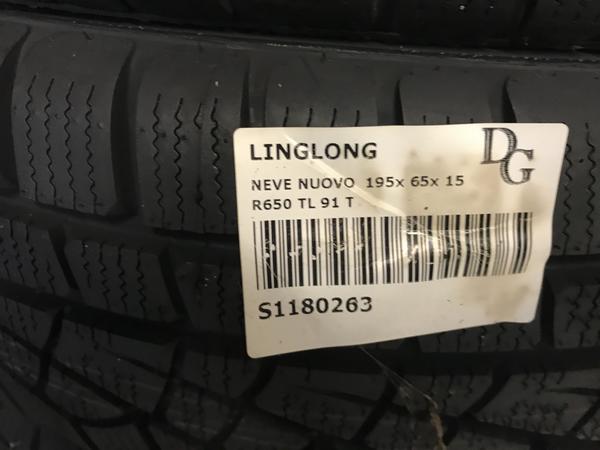 LINGLONG
DG
NEVE NUOVO 195x 65x 15
R650 TL 91 T
S1180263